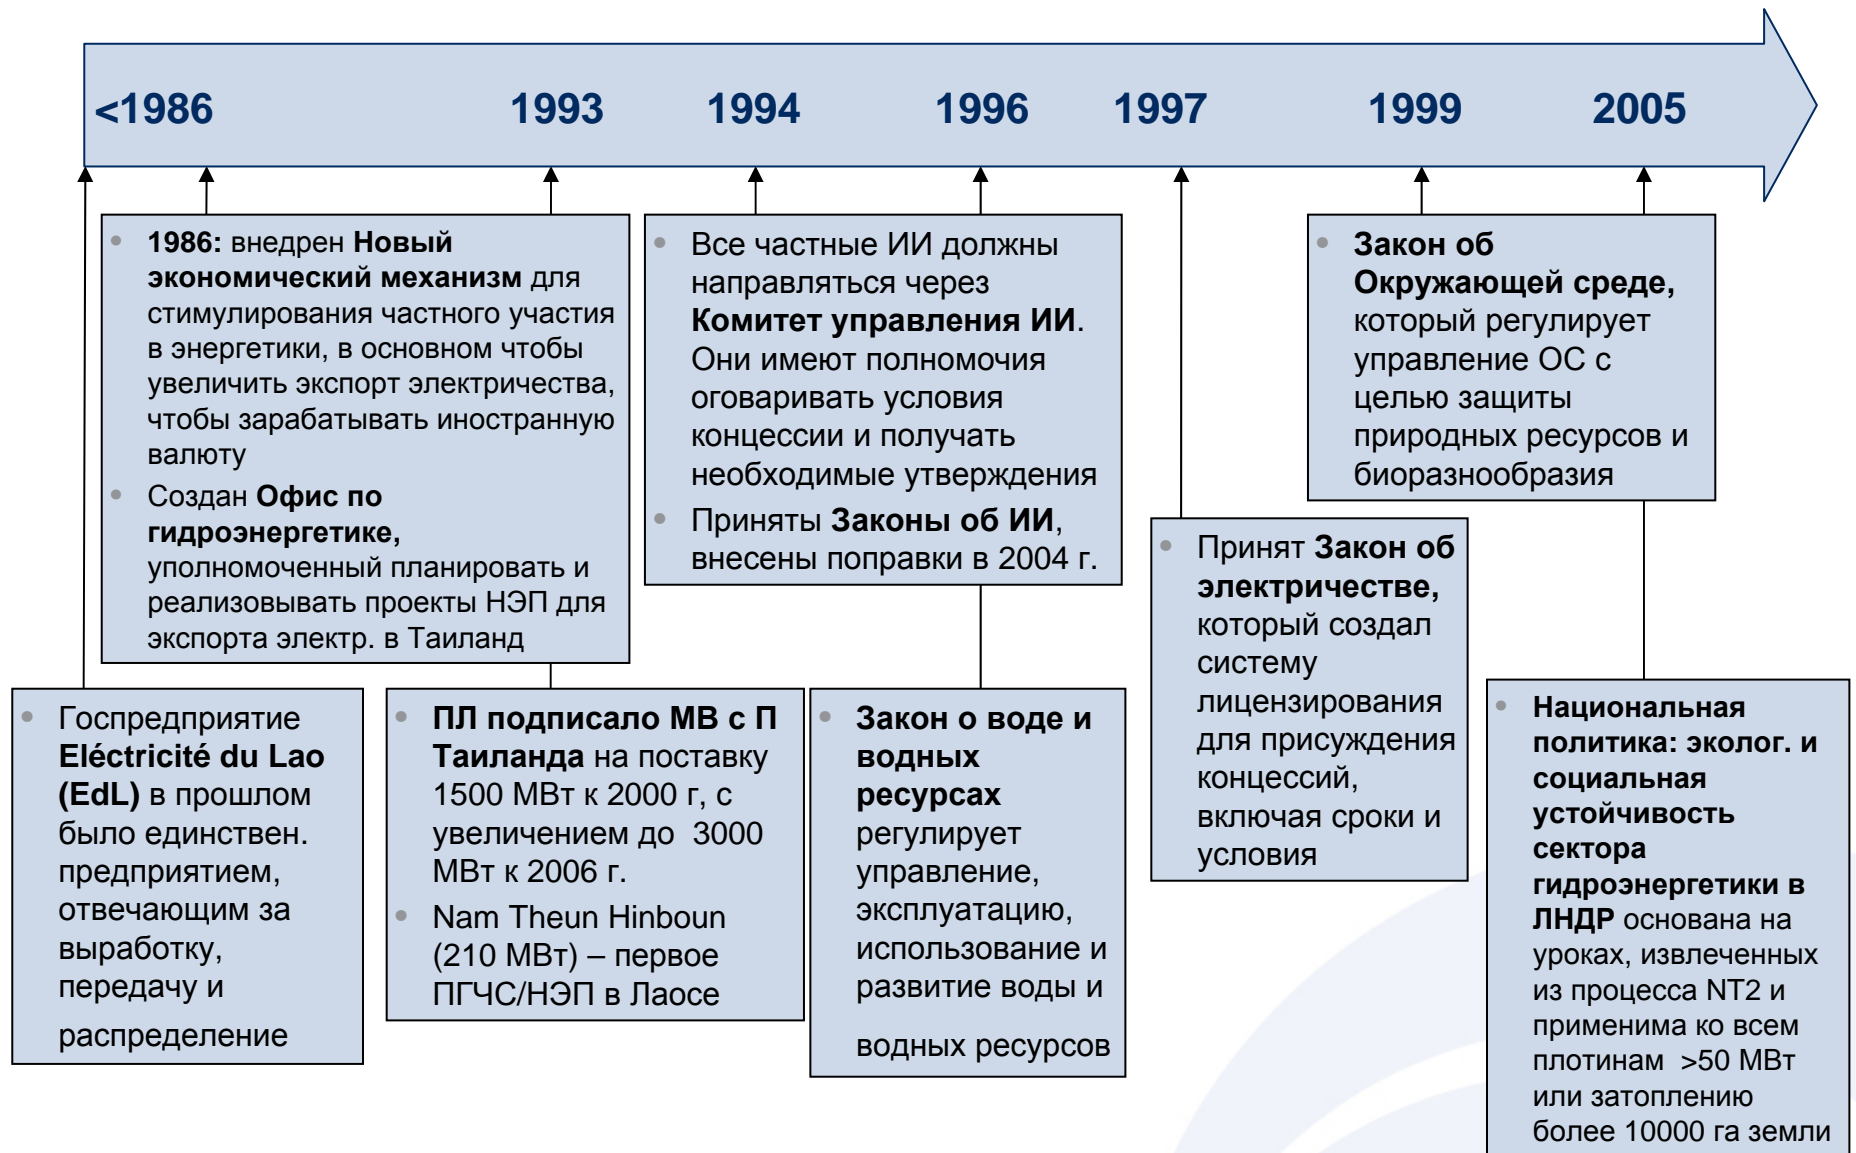 <1986 1993 1994 1996 1997 1999 2005
• 1986: внедрен Новый
экономический механизм для
стимулирования частного участия
в энергетики, в основном чтобы
увеличить экспорт электричества,
чтобы зарабатывать иностранную
валюту
• Создан Офис по
гидроэнергетике,
уполномоченный планировать и
реализовывать проекты НЭП для
экспорта электр. в Таиланд
• Все частные ИИ должны
направляться через
Комитет управления ИИ.
Они имеют полномочия
оговаривать условия
концессии и получать
необходимые утверждения
• Приняты Законы об ИИ,
внесены поправки в 2004 г.
• Закон об
Окружающей среде,
который регулирует
управление ОС с
целью защиты
природных ресурсов и
биоразнообразия
• Принят Закон об
электричестве,
который создал
систему
лицензирования
для присуждения
концессий,
включая сроки и
условия
• Госпредприятие
Eléctricité du Lao
(EdL) в прошлом
было единствен.
предприятием,
отвечающим за
выработку,
передачу и
распределение
• ПЛ подписало МВ с П
Таиланда на поставку
1500 МВт к 2000 г, с
увеличением до 3000
МВт к 2006 г.
• Nam Theun Hinboun
(210 МВт) – первое
ПГЧС/НЭП в Лаосе
• Закон о воде и
водных
ресурсах
регулирует
управление,
эксплуатацию,
использование и
развитие воды и
водных ресурсов
• Национальная
политика: эколог. и
социальная
устойчивость
сектора
гидроэнергетики в
ЛНДР основана на
уроках, извлеченных
из процесса NT2 и
применима ко всем
плотинам >50 МВт
или затоплению
более 10000 га земли